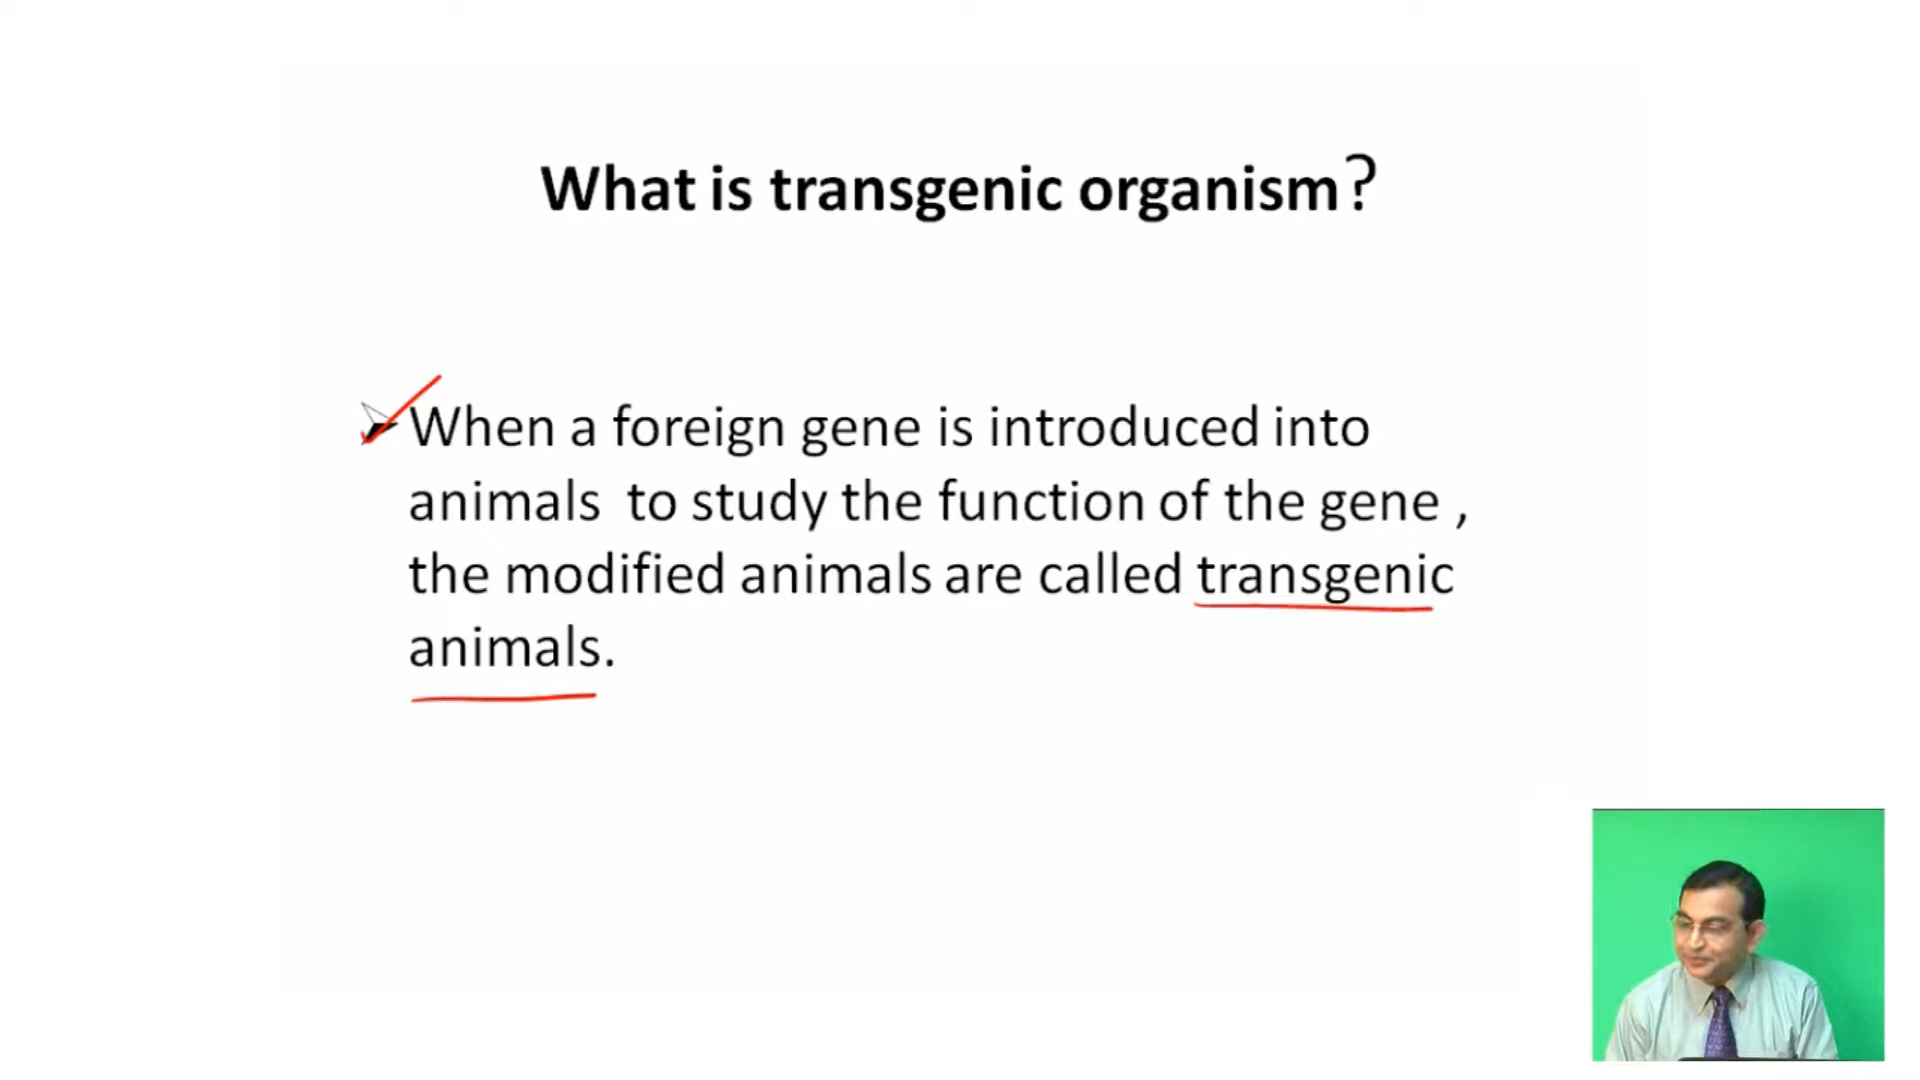 What is transgenic organism?
When a foreign gene is introduced into
animals to study the function of the gene ,
the modified animals are called transgenic
animals.